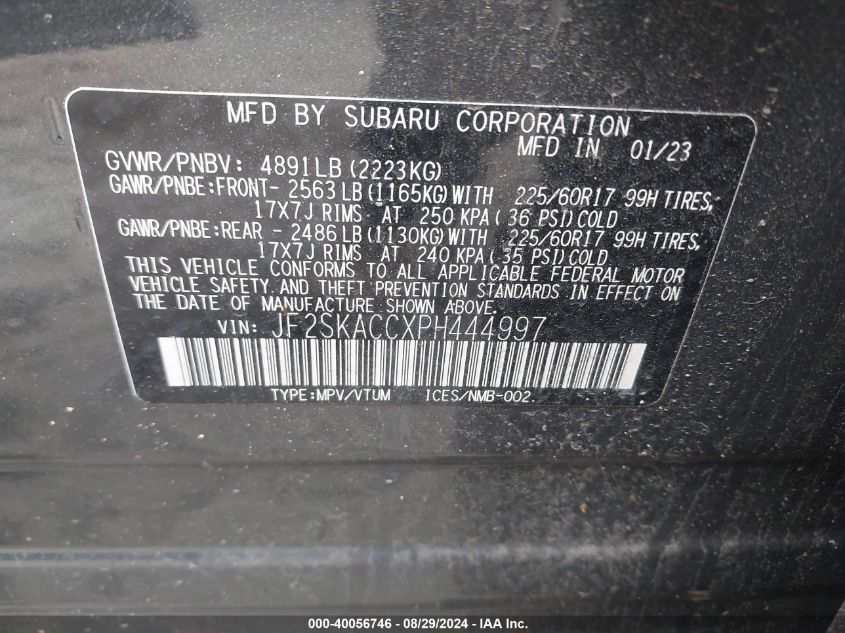 MFD BY SUBARU CORPORATION
MFD IN 01/23
GVWR/PNBV: 4891LB(2223KG)
GAWR/PNBE:FRONT- 2563LB(1165KG)WITH 225/60R17 99H TIRES,
17X7J RIMS AT 250 KPA( 36 PSI)COLD
GAWR/PNBE:REAR - 2486LB(1130KG)WITH 225/60R17 99H TIRES,
17X7J RIMS AT 240 KPA( 35 PSI)COLD
THIS VEHICLE CONFORMS TO ALL APPLICABLE FEDERAL MOTOR
VEHICLE SAFETY AND THEFT PREVENTION STANDARDS IN EFFECT ON
THE DATE OF MANUFACTURE SHOWN ABOVE.
VIN: JF2SKACCXPH444997
TYPE:MPV/VTUM ICES/NMB-002.
000-40056746 - 08/29/2024 - IAA Inc.